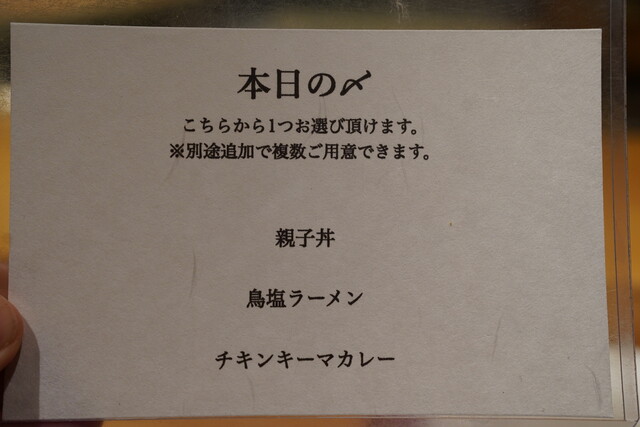 本日の〆
こちらから1つお選び頂けます。
※別途追加で複数ご用意できます。
親子丼
鳥塩ラーメン
チキンキーマカレー